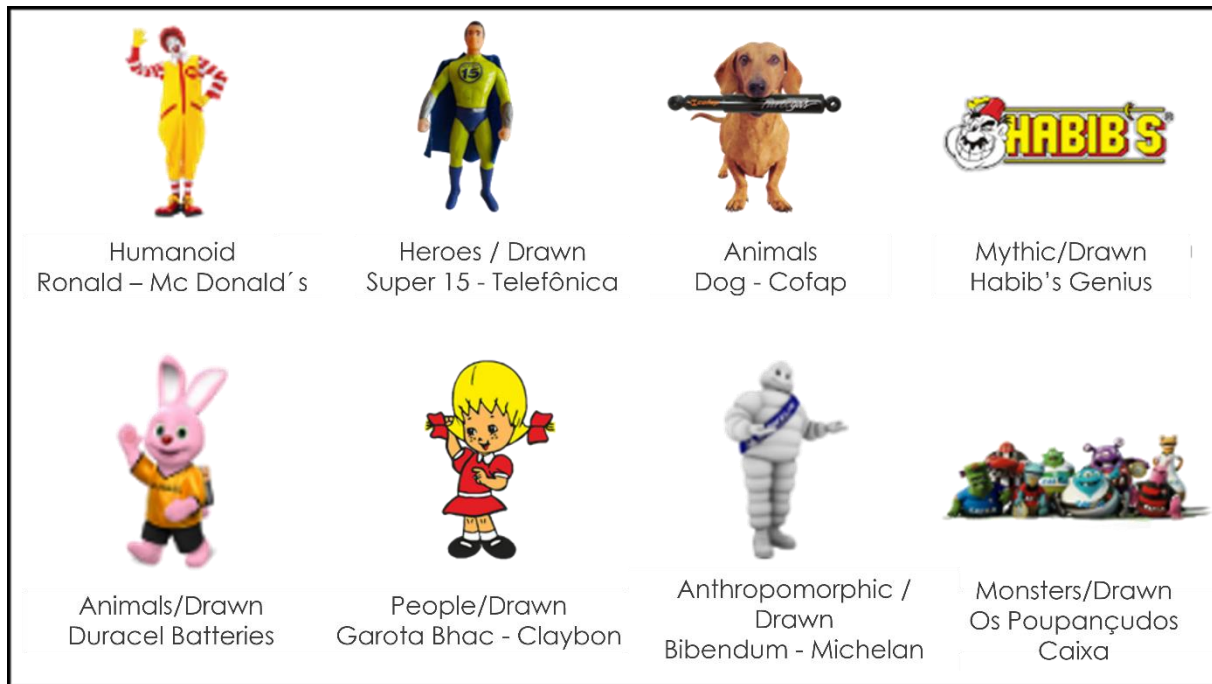 15
HABIB'S®
Humanoid
Ronald – Mc Donald´s
Heroes / Drawn
Super 15 - Telefônica
Animals
Dog - Cofap
Mythic/Drawn
Habib's Genius
Animals/Drawn
Duracel Batteries
People/Drawn
Garota Bhac - Claybon
Anthropomorphic /
Drawn
Bibendum - Michelan
Monsters/Drawn
Os Poupançudos
Caixa